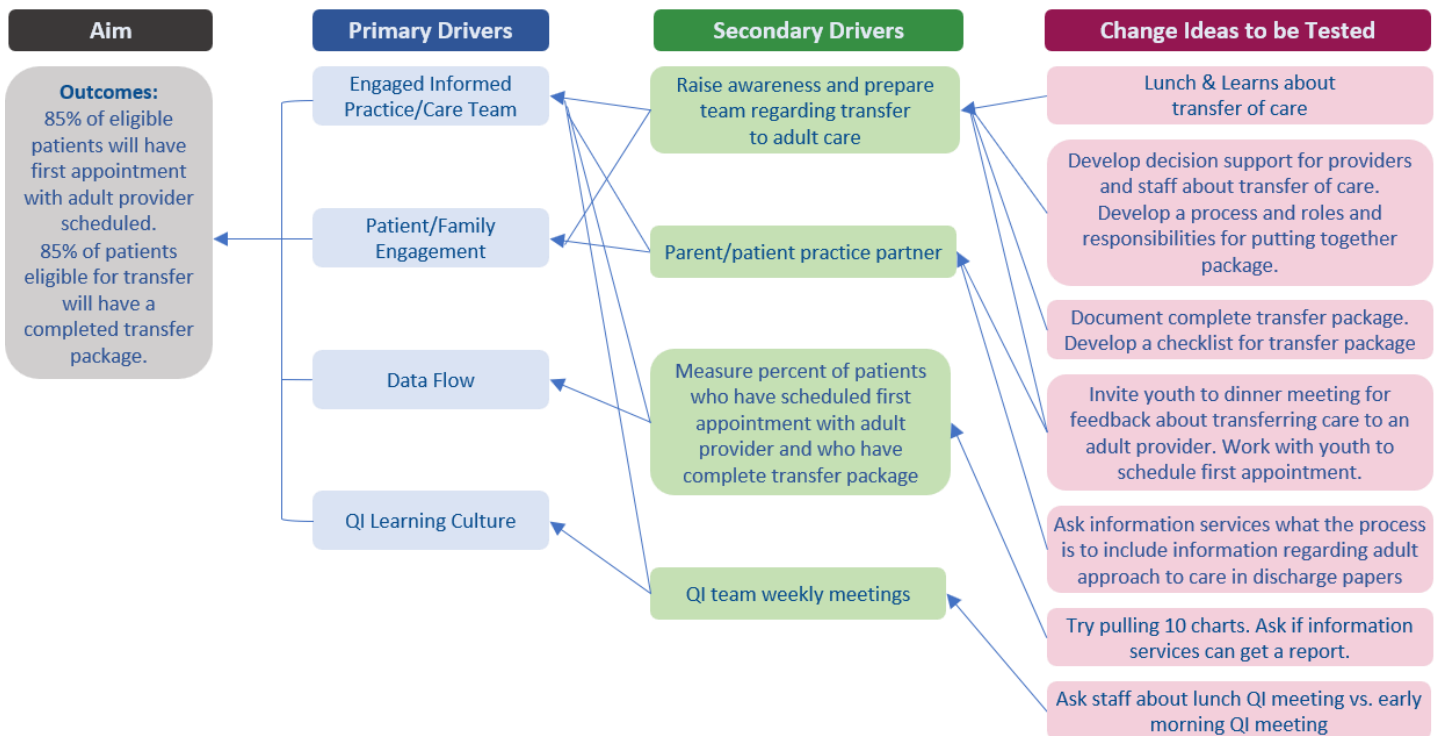 Aim
Outcomes:
85% of eligible
patients will have
first appointment
with adult provider
scheduled.
85% of patients
eligible for transfer
will have a
completed transfer
package.
Primary Drivers
Engaged Informed
Practice/Care Team
Patient/Family
Engagement
Data Flow
QI Learning Culture
Secondary Drivers
Raise awareness and prepare
team regarding transfer
to adult care
Parent/patient practice partner
Measure percent of patients
who have scheduled first
appointment with adult
provider and who have
complete transfer package
QI team weekly meetings
Change Ideas to be Tested
Lunch & Learns about
transfer of care
Develop decision support for providers
and staff about transfer of care.
Develop a process and roles and
responsibilities for putting together
package.
Document complete transfer package.
Develop a checklist for transfer package
Invite youth to dinner meeting for
feedback about transferring care to an
adult provider. Work with youth to
schedule first appointment.
Ask information services what the process
is to include information regarding adult
approach to care in discharge papers
Try pulling 10 charts. Ask if information
services can get a report.
Ask staff about lunch QI meeting vs. early
morning QI meeting